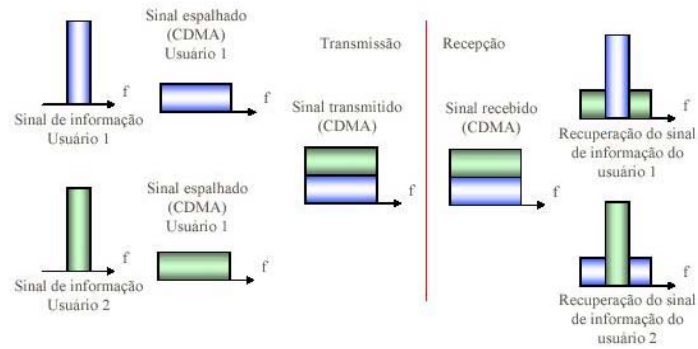 Sinal espalhado
(CDMA)
Usuário 1
f
Sinal de informação
Usuário 1
f
Transmissão
Recepção
Sinal transmitido
(CDMA)
f
Sinal recebido
(CDMA)
f
f
Recuperação do sinal
de informação do
usuário 1
Sinal espalhado
(CDMA)
Usuário 1
f
Sinal de informação
Usuário 2
f
f
Recuperação do sinal
de informação do
usuário 2